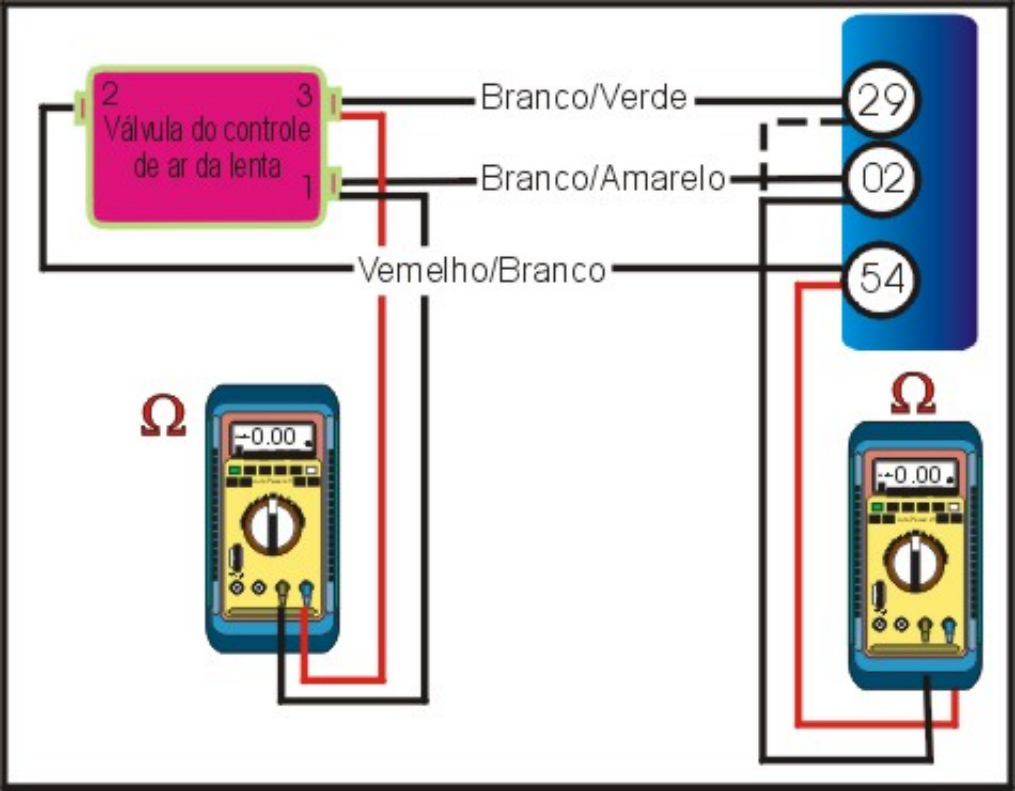 2
3
Válvula do controle
de ar da lenta
1
Branco/Verde
29
Branco/Amarelo
02
Vemelho/Branco
54
Ω
-0.00
Ω
-0.00